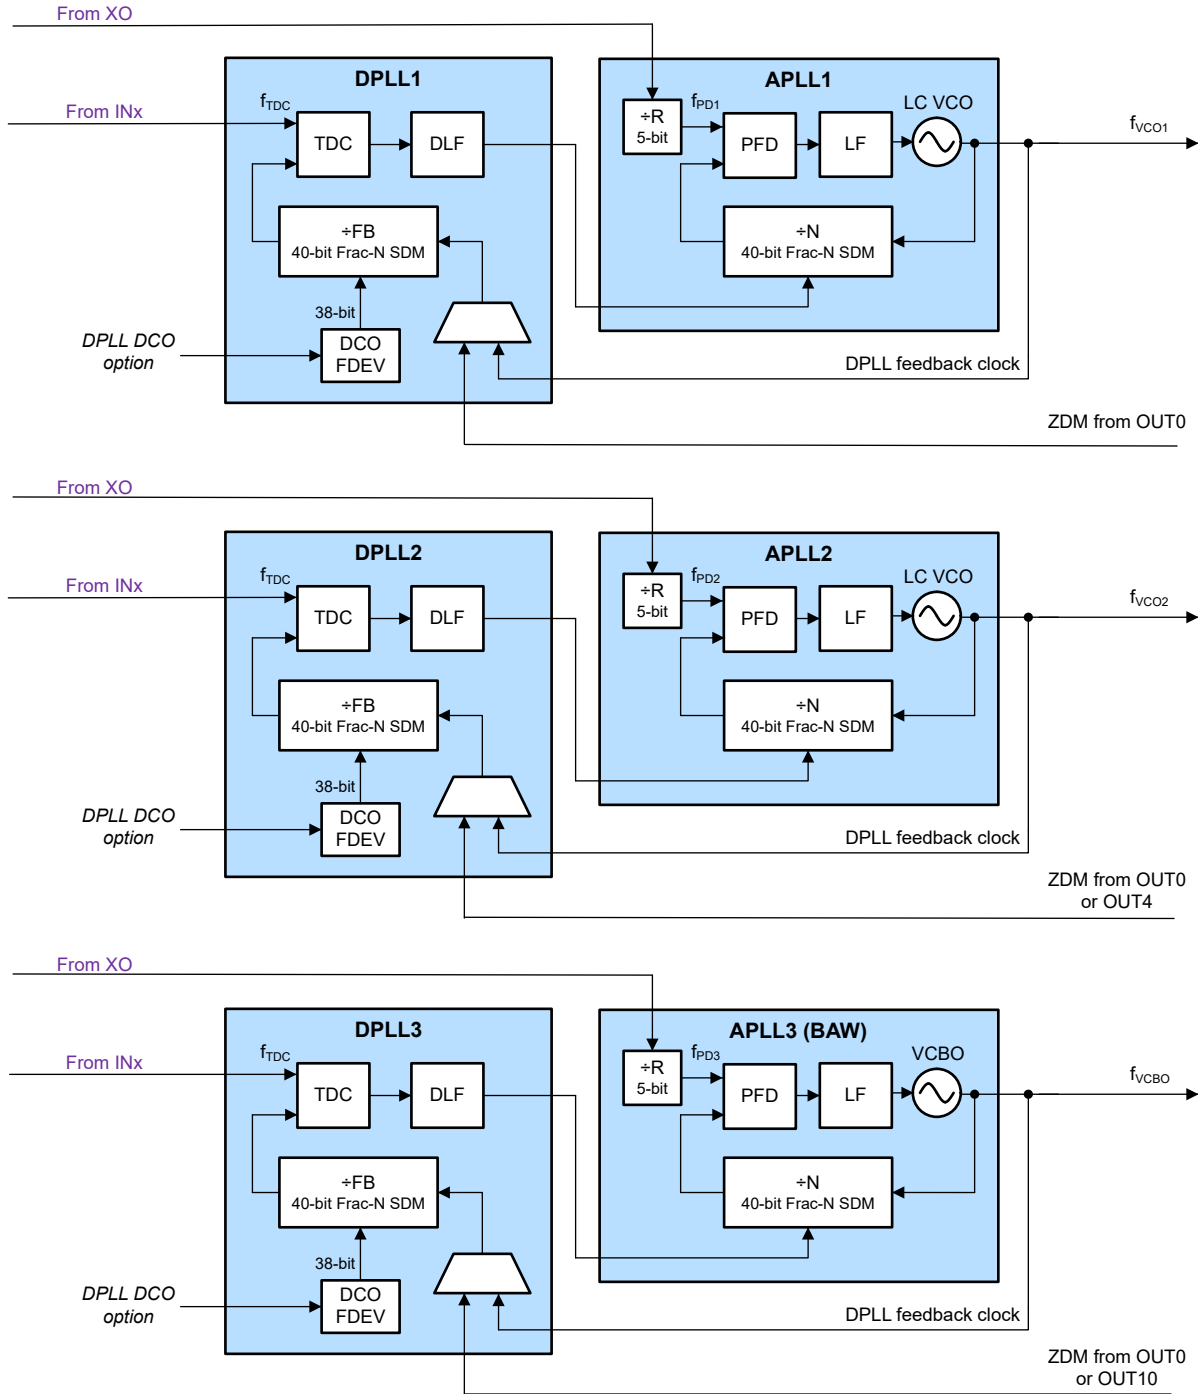 From XO
DPLL1
APLL1
From INx
fTDC
TDC
DLF
÷R
5-bit
fPD1
PFD
LF
LC VCO
fVCO1
÷FB
40-bit Frac-N SDM
÷N
40-bit Frac-N SDM
38-bit
DPLL DCO
option
DCO
FDEV
DPLL feedback clock
ZDM from OUT0
From XO
DPLL2
APLL2
From INx
fTDC
TDC
DLF
÷R
5-bit
fPD2
PFD
LF
LC VCO
fVCO2
÷FB
40-bit Frac-N SDM
÷N
40-bit Frac-N SDM
38-bit
DPLL DCO
option
DCO
FDEV
DPLL feedback clock
ZDM from OUT0
or OUT4
From XO
DPLL3
APLL3 (BAW)
From INx
fTDC
TDC
DLF
÷R
5-bit
fPD3
PFD
LF
VCBO
fVCBO
÷FB
40-bit Frac-N SDM
÷N
40-bit Frac-N SDM
38-bit
DPLL DCO
option
DCO
FDEV
DPLL feedback clock
ZDM from OUT0
or OUT10